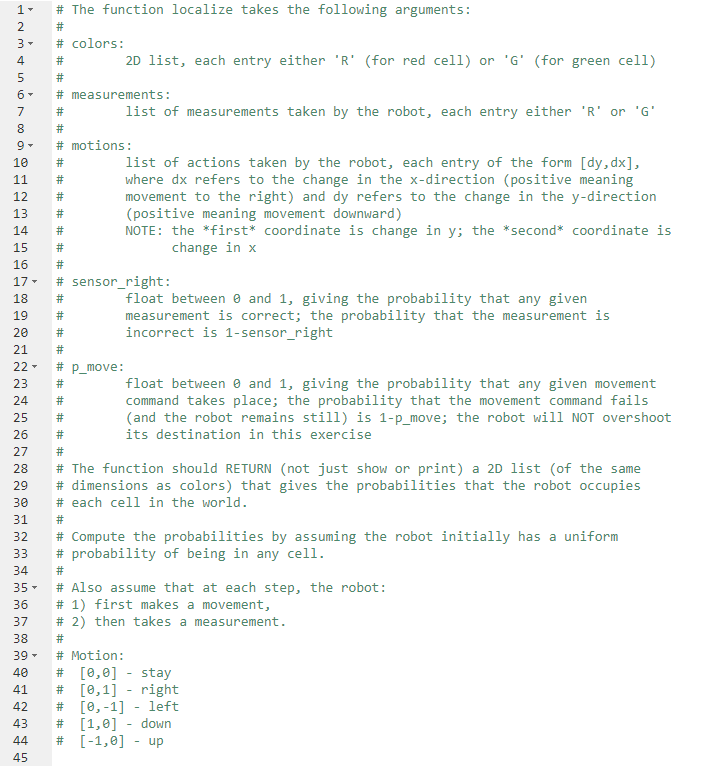 1 # The function localize takes the following arguments:
2 #
3 # colors:
4 #        2D list, each entry either 'R' (for red cell) or 'G' (for green cell)
5 #
6 # measurements:
7 #        list of measurements taken by the robot, each entry either 'R' or 'G'
8 #
9 # motions:
10 #        list of actions taken by the robot, each entry of the form [dy,dx],
11 #        where dx refers to the change in the x-direction (positive meaning
12 #        movement to the right) and dy refers to the change in the y-direction
13 #        (positive meaning movement downward)
14 #        NOTE: the *first* coordinate is change in y; the *second* coordinate is
15 #              change in x
16 #
17 # sensor_right:
18 #        float between 0 and 1, giving the probability that any given
19 #        measurement is correct; the probability that the measurement is
20 #        incorrect is 1-sensor_right
21 #
22 # p_move:
23 #        float between 0 and 1, giving the probability that any given movement
24 #        command takes place; the probability that the movement command fails
25 #        (and the robot remains still) is 1-p_move; the robot will NOT overshoot
26 #        its destination in this exercise
27 #
28 # The function should RETURN (not just show or print) a 2D list (of the same
29 # dimensions as colors) that gives the probabilities that the robot occupies
30 # each cell in the world.
31 #
32 # Compute the probabilities by assuming the robot initially has a uniform
33 # probability of being in any cell.
34 #
35 # Also assume that at each step, the robot:
36 # 1) first makes a movement,
37 # 2) then takes a measurement.
38 #
39 # Motion:
40 #  [0,0] - stay
41 #  [0,1] - right
42 #  [0,-1] - left
43 #  [1,0] - down
44 #  [-1,0] - up
45